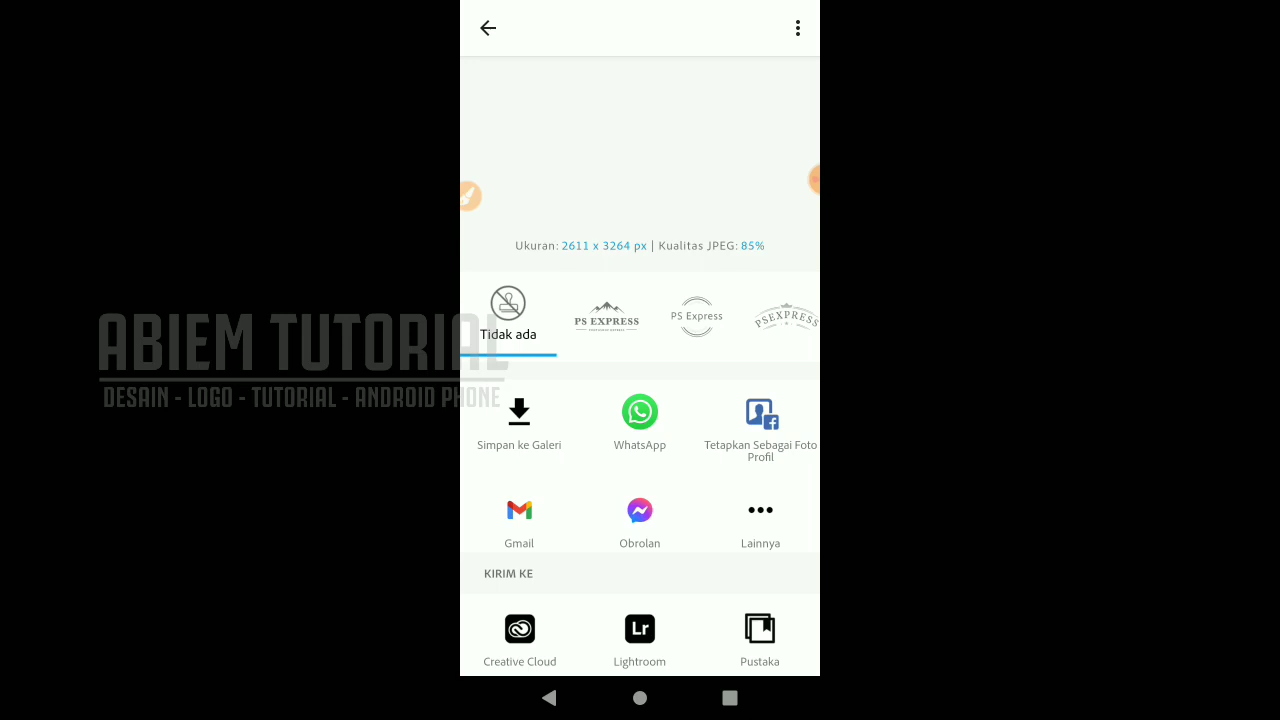 Ukuran: 2611 x 3264 px | Kualitas JPEG: 85%
Tidak ada
PS EXPRESS
PS Express
PSEXPRESS
ABIEM TUTORIAL
DESAIN - LOGO - TUTORIAL - ANDROID PHONE
Simpan ke Galeri
WhatsApp
Tetapkan Sebagai Foto
Profil
Gmail
Obrolan
Lainnya
KIRIM KE
Lr
Creative Cloud
Lightroom
Pustaka